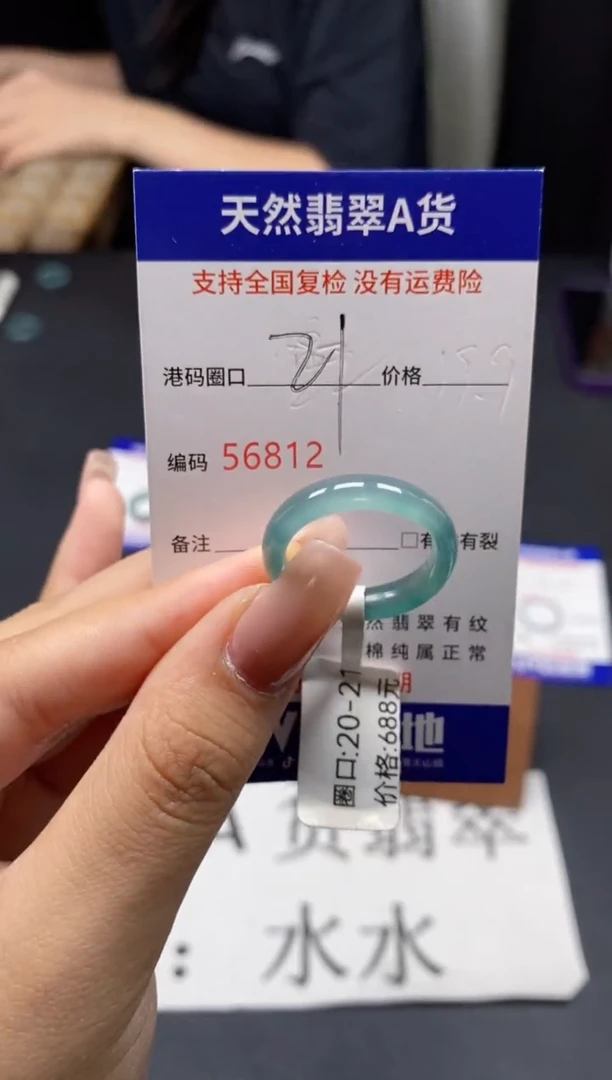 天然翡翠A货
支持全国复检 没有运费险
港码圈口 21 价格
编码 56812
备注 □有 有裂
然翡翠有纹
棉纯属正常
圈口:20-21
价格:688元
地
A 货翡翠
: 水水